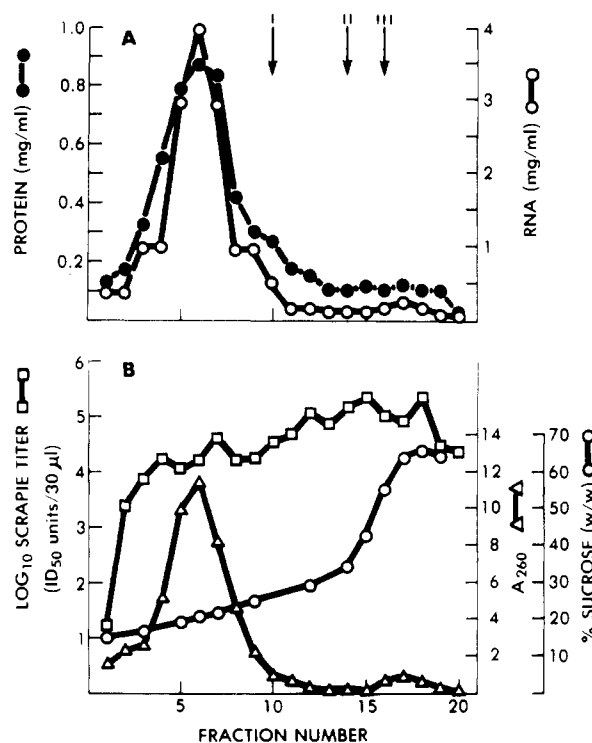 A
I II III
PROTEIN (mg/ml)
1.0
0.8
0.6
0.4
0.2
4
3
2
1
RNA (mg/ml)
B
LOG10 SCRAPIE TITER
(ID50 units/30 µl)
6
5
4
3
2
1
14
12
10
8
6
4
2
A260
70
60
50
40
30
20
10
% SUCROSE (w/w)
5 10 15 20
FRACTION NUMBER